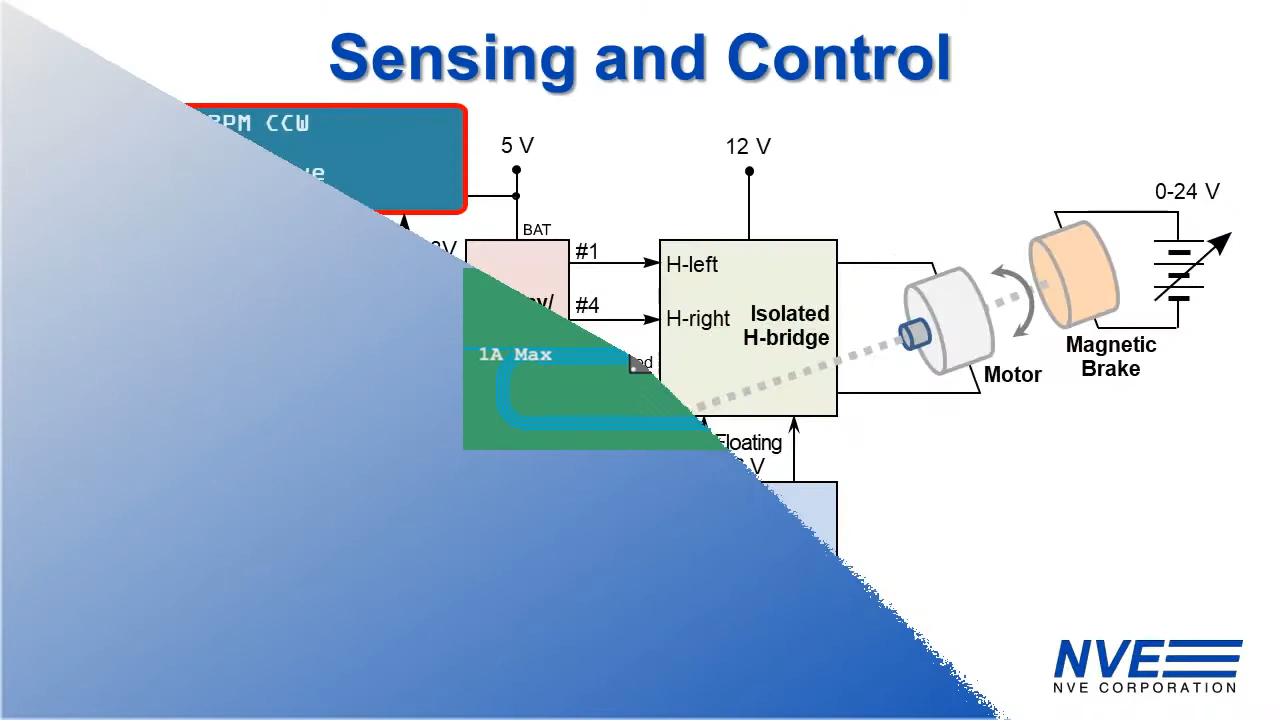 Sensing and Control
RPM CCW
5 V
12 V
0-24 V
BAT
#1
H-left
#4
H-right
Isolated
H-bridge
1A Max
Magnetic
Brake
Motor
Floating
V
NVE
NVE CORPORATION